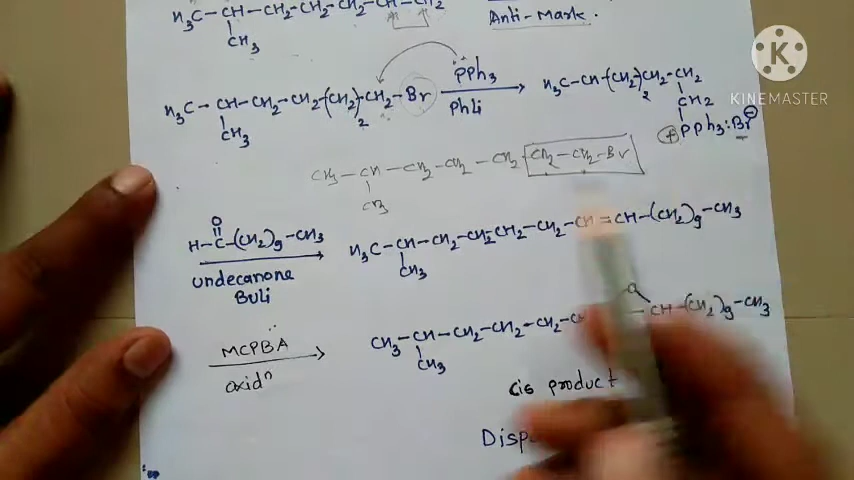 H₃C-CH-CH₂-CH₂-CH₂-CH-CH₂
CH₃
Anti-Mark.
H₃C-CH-CH₂-CH₂-(CH₂)₂-CH₂-Br
CH₃
PPh₃
PhLi
H₃C-CH-(CH₂)₂-CH₂-CH₂
CH₂
⊕PPh₃:Br⊖
K
KINEMASTER
CH₃-CH-CH₂-CH₂-CH₂-CH₂-CH₂-Br
CH₃
H-C-(CH₂)₉-CH₃
O
undecanone
BuLi
H₃C-CH-CH₂-CH₂-CH₂-CH₂-CH=CH-(CH₂)₉-CH₃
CH₃
MCPBA
oxidⁿ
CH₃-CH-CH₂-CH₂-CH₂-
CH₃
O
CH-(CH₂)₉-CH₃
cis product